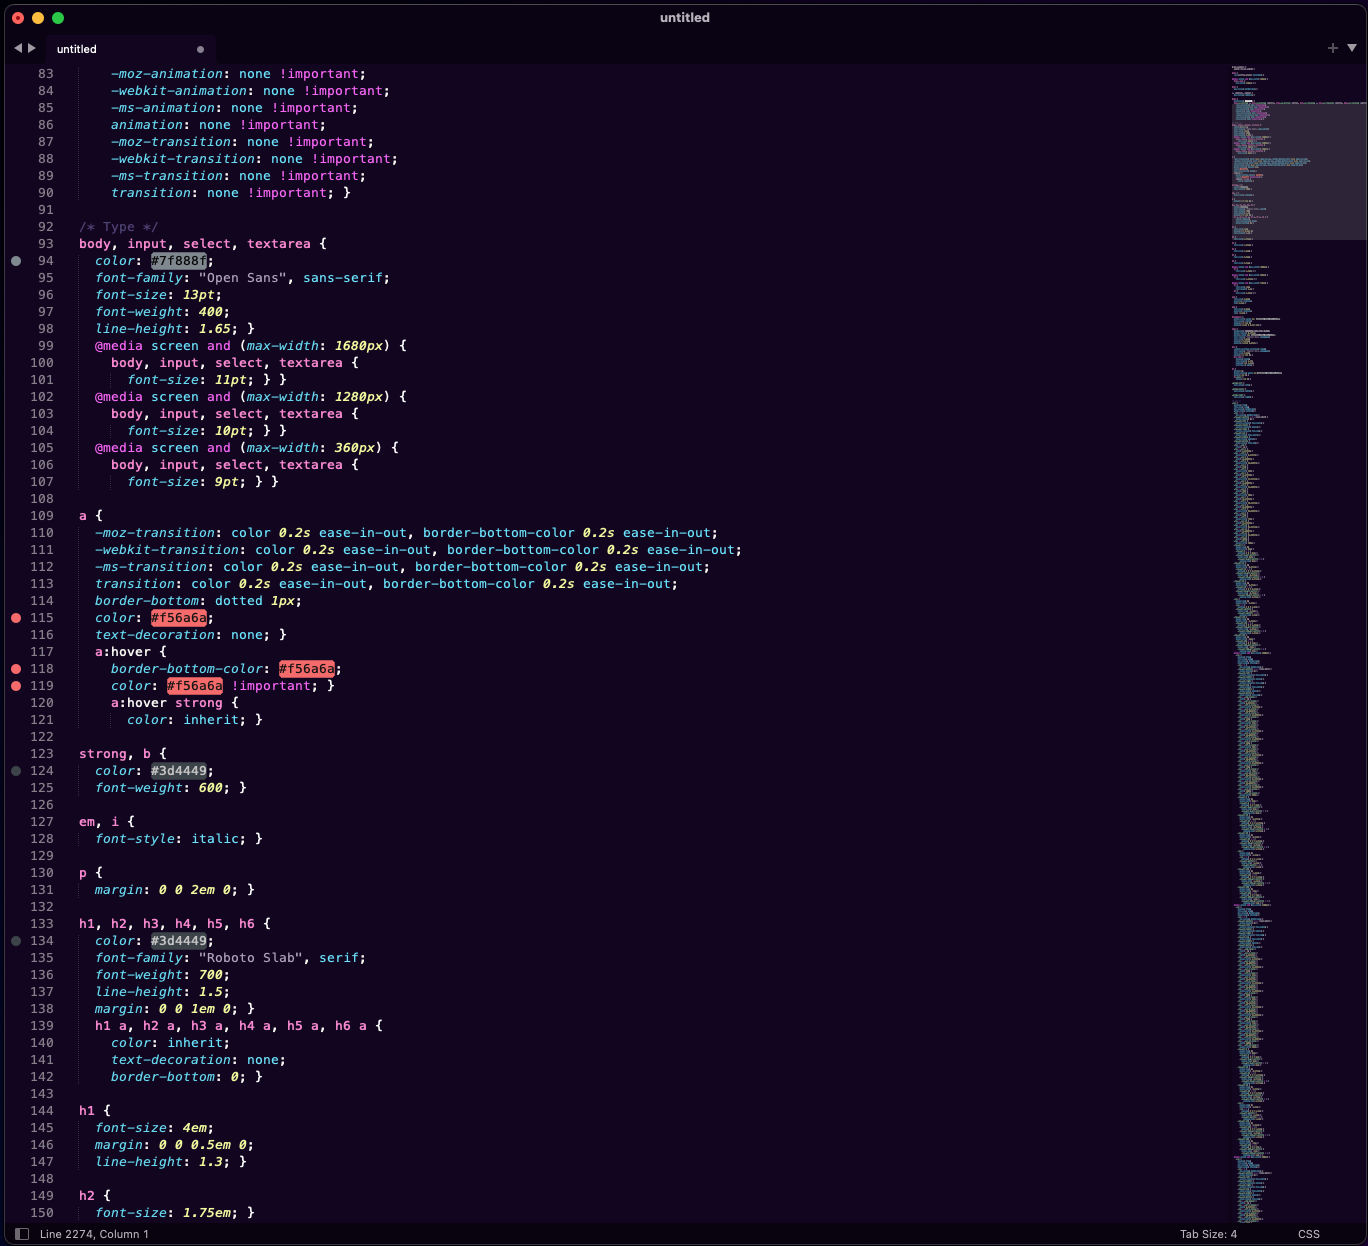 untitled
untitled
83 -moz-animation: none !important;
84 -webkit-animation: none !important;
85 -ms-animation: none !important;
86 animation: none !important;
87 -moz-transition: none !important;
88 -webkit-transition: none !important;
89 -ms-transition: none !important;
90 transition: none !important; }
91
92 /* Type */
93 body, input, select, textarea {
94 color: #7f888f;
95 font-family: "Open Sans", sans-serif;
96 font-size: 13pt;
97 font-weight: 400;
98 line-height: 1.65; }
99 @media screen and (max-width: 1680px) {
100 body, input, select, textarea {
101 font-size: 11pt; } }
102 @media screen and (max-width: 1280px) {
103 body, input, select, textarea {
104 font-size: 10pt; } }
105 @media screen and (max-width: 360px) {
106 body, input, select, textarea {
107 font-size: 9pt; } }
108
109 a {
110 -moz-transition: color 0.2s ease-in-out, border-bottom-color 0.2s ease-in-out;
111 -webkit-transition: color 0.2s ease-in-out, border-bottom-color 0.2s ease-in-out;
112 -ms-transition: color 0.2s ease-in-out, border-bottom-color 0.2s ease-in-out;
113 transition: color 0.2s ease-in-out, border-bottom-color 0.2s ease-in-out;
114 border-bottom: dotted 1px;
115 color: #f56a6a;
116 text-decoration: none; }
117 a:hover {
118 border-bottom-color: #f56a6a;
119 color: #f56a6a !important; }
120 a:hover strong {
121 color: inherit; }
122
123 strong, b {
124 color: #3d4449;
125 font-weight: 600; }
126
127 em, i {
128 font-style: italic; }
129
130 p {
131 margin: 0 0 2em 0; }
132
133 h1, h2, h3, h4, h5, h6 {
134 color: #3d4449;
135 font-family: "Roboto Slab", serif;
136 font-weight: 700;
137 line-height: 1.5;
138 margin: 0 0 1em 0; }
139 h1 a, h2 a, h3 a, h4 a, h5 a, h6 a {
140 color: inherit;
141 text-decoration: none;
142 border-bottom: 0; }
143
144 h1 {
145 font-size: 4em;
146 margin: 0 0 0.5em 0;
147 line-height: 1.3; }
148
149 h2 {
150 font-size: 1.75em; }
Line 2274, Column 1
Tab Size: 4
CSS